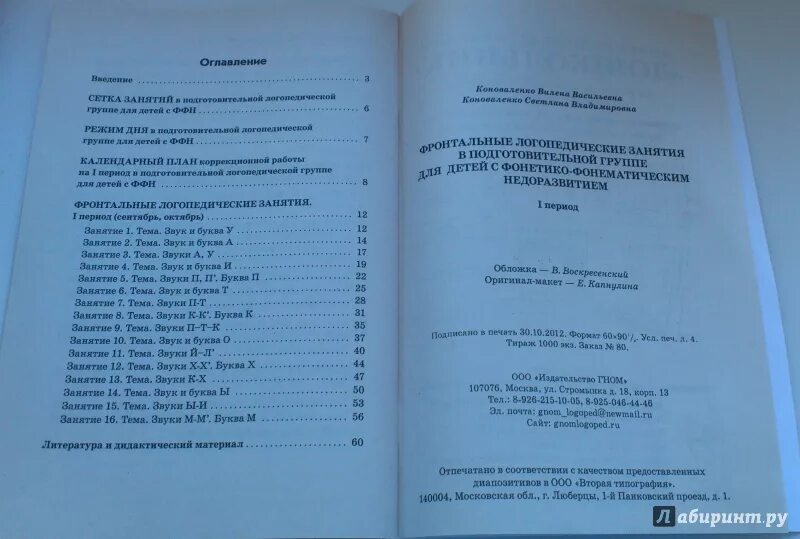 Оглавление
Введение 3
СЕТКА ЗАНЯТИЙ в подготовительной логопедической
группе для детей с ФФН 6
РЕЖИМ ДНЯ в подготовительной логопедической
группе для детей с ФФН 7
КАЛЕНДАРНЫЙ ПЛАН коррекционной работы
на I период в подготовительной логопедической группе
для детей с ФФН 8
ФРОНТАЛЬНЫЕ ЛОГОПЕДИЧЕСКИЕ ЗАНЯТИЯ.
I период (сентябрь, октябрь) 12
Занятие 1. Тема. Звук и буква У 12
Занятие 2. Тема. Звук и буква А 14
Занятие 3. Тема. Звуки А, У 17
Занятие 4. Тема. Звук и буква И 19
Занятие 5. Тема. Звуки П, П'. Буква П 22
Занятие 6. Тема. Звук и буква Т 25
Занятие 7. Тема. Звуки П-Т 28
Занятие 8. Тема. Звуки К-К'. Буква К 31
Занятие 9. Тема. Звуки П–Т–К 35
Занятие 10. Тема. Звук и буква О 37
Занятие 11. Тема. Звуки Й–Л' 40
Занятие 12. Тема. Звуки Х-Х'. Буква Х 44
Занятие 13. Тема. Звуки К-Х 47
Занятие 14. Тема. Звук и буква Ы 50
Занятие 15. Тема. Звуки Ы-И 53
Занятие 16. Тема. Звуки М-М'. Буква М 56
Литература и дидактический материал 60
Коноваленко Вилена Васильевна
Коноваленко Светлана Владимировна
ФРОНТАЛЬНЫЕ ЛОГОПЕДИЧЕСКИЕ ЗАНЯТИЯ
В ПОДГОТОВИТЕЛЬНОЙ ГРУППЕ
ДЛЯ ДЕТЕЙ С ФОНЕТИКО-ФОНЕМАТИЧЕСКИМ
НЕДОРАЗВИТИЕМ
I период
Обложка — В. Воскресенский
Оригинал-макет — Е. Капнулина
Подписано в печать 30.10.2012. Формат 60×90¹/. Усл. печ. л. 4.
Тираж 1000 экз. Заказ № 80.
ООО «Издательство ГНОМ»
107076, Москва, ул. Стромынка, д. 18, корп. 13
Тел.: 8-926-215-10-05, 8-925-046-44-46
Эл. почта: gnom_logoped@newmail.ru
Сайт: gnomlogoped.ru
Отпечатано в соответствии с качеством предоставленных
диапозитивов в ООО «Вторая типография».
140004, Московская обл., г. Люберцы, 1-й Панковский проезд, д. 1.
Лабиринт.ру